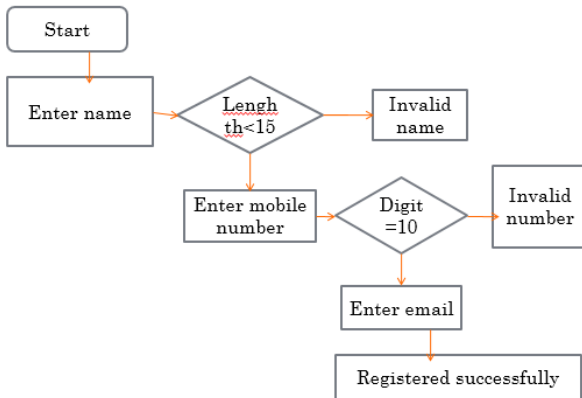 Start
Enter name
Lengh
th<15
Invalid
name
Enter mobile
number
Digit
=10
Invalid
number
Enter email
Registered successfully